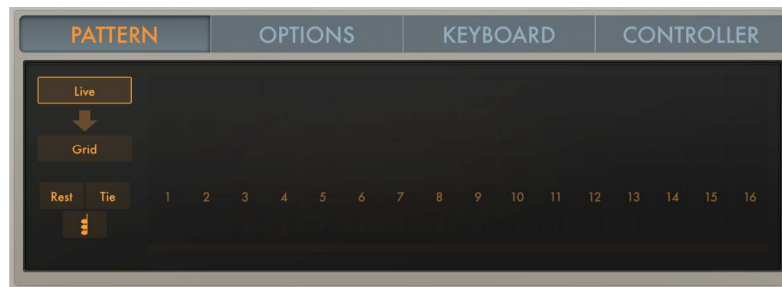 PATTERN OPTIONS KEYBOARD CONTROLLER
Live
Grid
Rest Tie 1 2 3 4 5 6 7 8 9 10 11 12 13 14 15 16